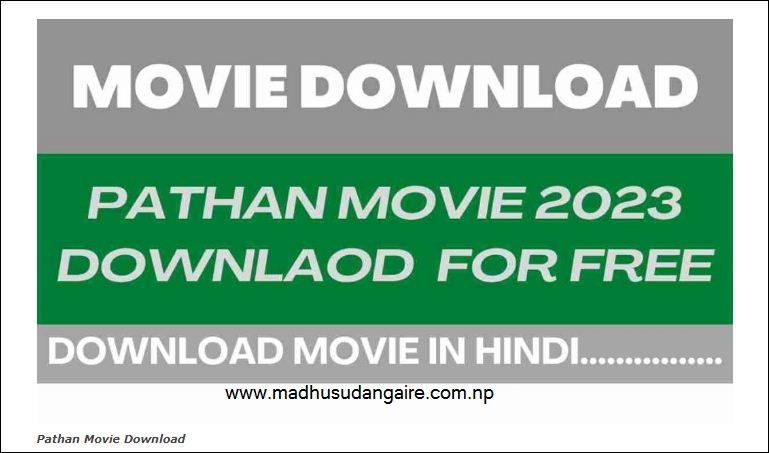 MOVIE DOWNLOAD
PATHAN MOVIE 2023
DOWNLAOD FOR FREE
DOWNLOAD MOVIE IN HINDI................
www.madhusudangaire.com.np
Pathan Movie Download